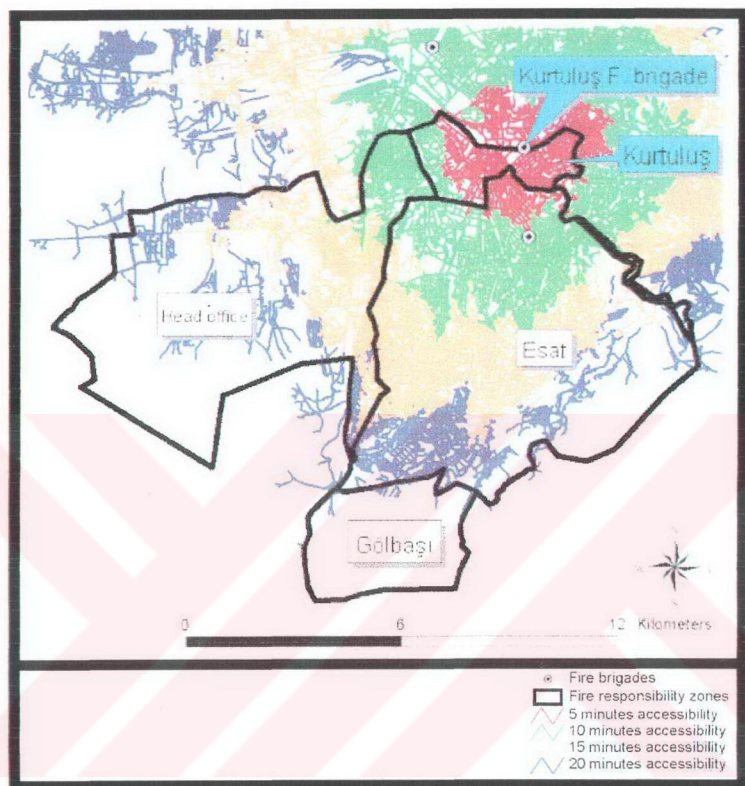 Kurtuluş F. brigade
Kurtuluş
Head office
Esat
Gölbaşı
0 6 12 Kilometers
Fire brigades
Fire responsibility zones
5 minutes accessibility
10 minutes accessibility
15 minutes accessibility
20 minutes accessibility